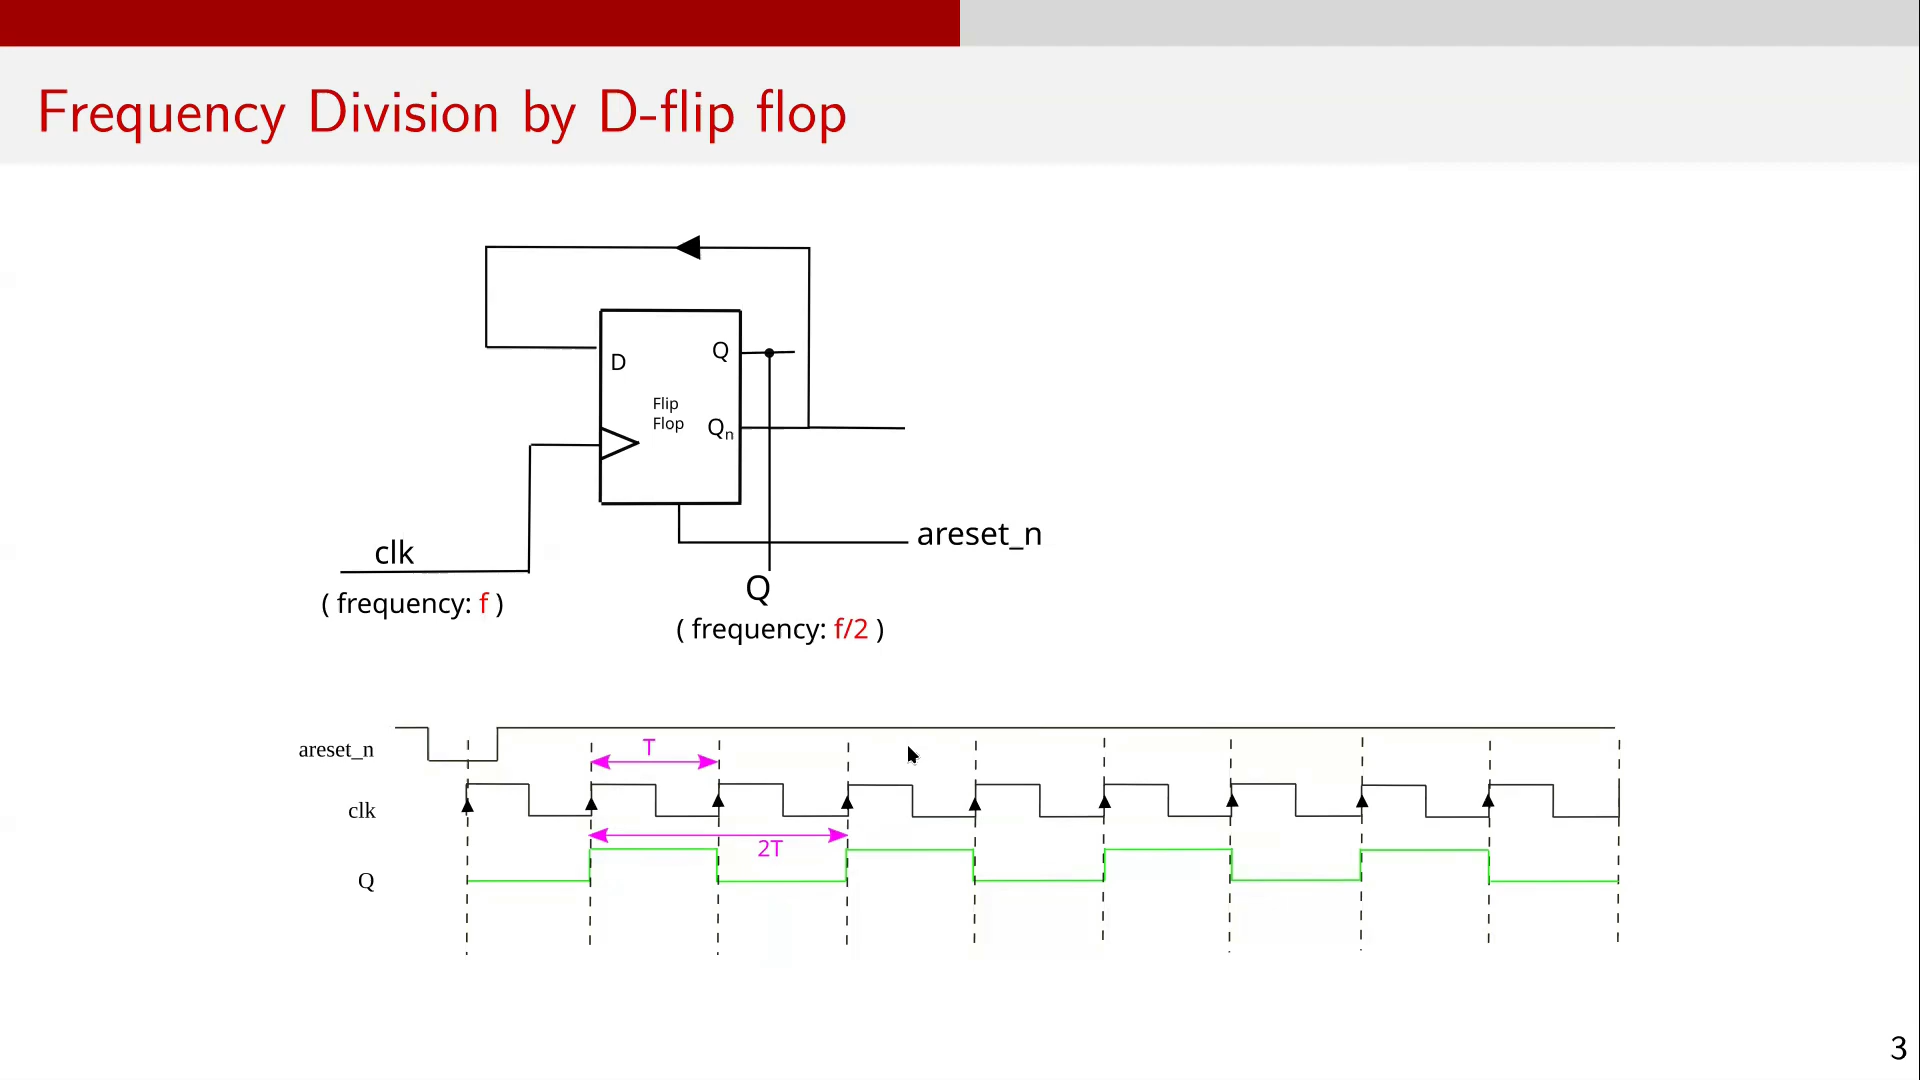 Frequency Division by D-flip flop
D
Q
Flip
Flop
Qn
areset_n
clk
Q
( frequency: f )
( frequency: f/2 )
T
areset_n
clk
2T
Q
3